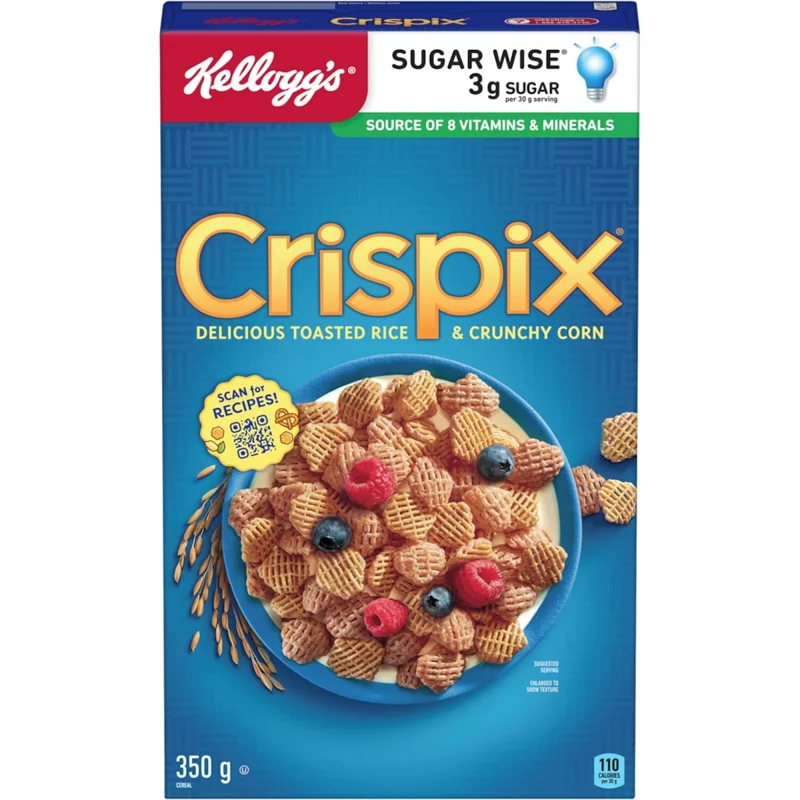 Crispix
Kellogg's®
SUGAR WISE®
3g SUGAR
per 30 g serving
SOURCE OF 8 VITAMINS & MINERALS
Crispix®
DELICIOUS TOASTED RICE & CRUNCHY CORN
SCAN for
RECIPES!
SUGGESTED
SERVING
ENLARGED TO
SHOW TEXTURE
350 g
CEREAL
110
CALORIES
per 30 g